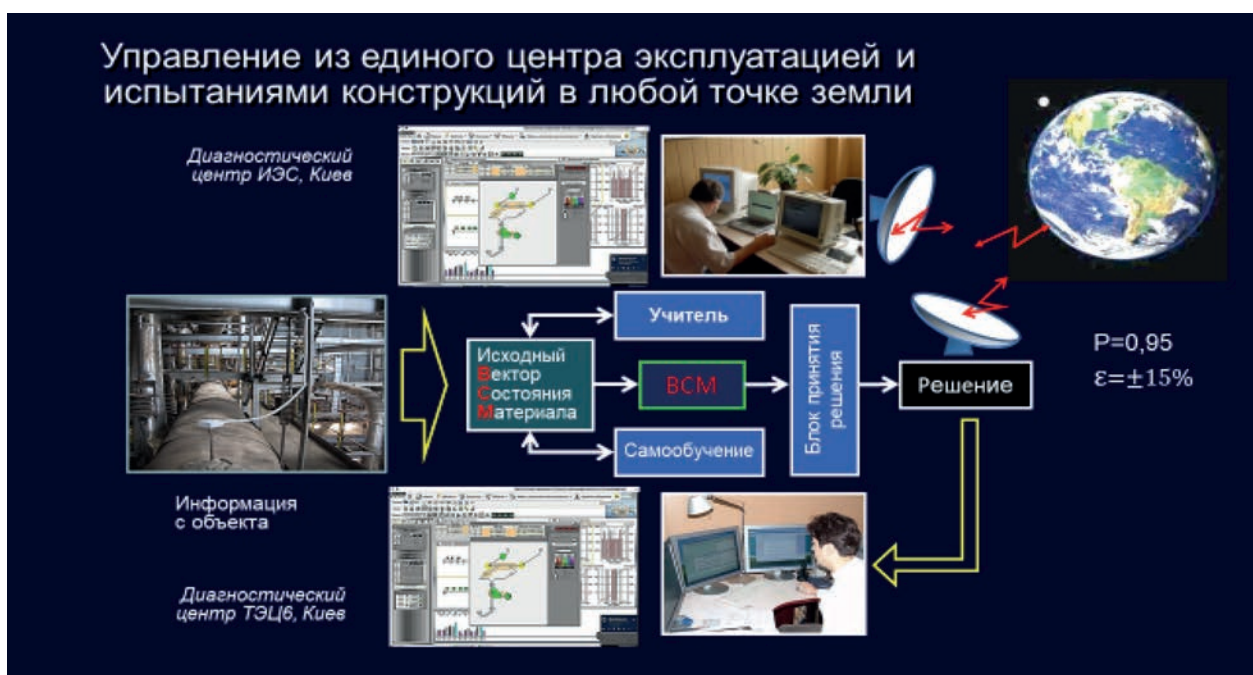 Управление из единого центра эксплуатацией и
испытаниями конструкций в любой точке земли
Диагностический
центр ИЭС, Киев
Учитель
Исходный
Вектор
Состояния
Материала
ВСМ
Самообучение
Блок принятия
решения
Решение
P=0,95
ε=±15%
Информация
с объекта
Диагностический
центр ТЭЦ6, Киев